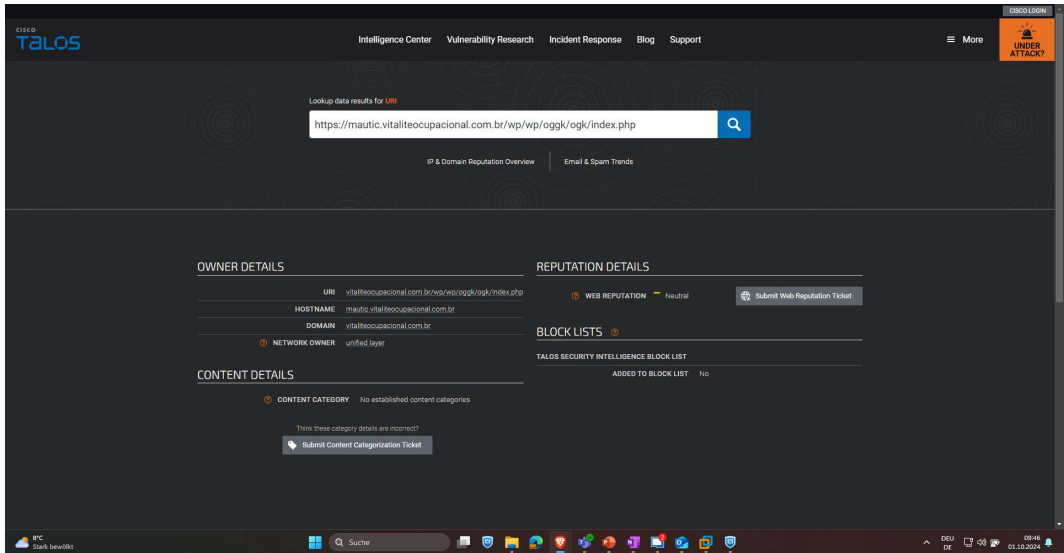 CISCO LOGIN
CISCO
TALOS
Intelligence Center Vulnerability Research Incident Response Blog Support
More
UNDER ATTACK?
Lookup data results for URI
https://mautic.vitaliteocupacional.com.br/wp/wp/oggk/ogk/index.php
IP & Domain Reputation Overview
Email & Spam Trends
OWNER DETAILS
URI vitaliteocupacional.com.br/wp/wp/oggk/ogk/index.php
HOSTNAME mautic.vitaliteocupacional.com.br
DOMAIN vitaliteocupacional.com.br
NETWORK OWNER unified layer
CONTENT DETAILS
CONTENT CATEGORY No established content categories
Think these category details are incorrect?
Submit Content Categorization Ticket
REPUTATION DETAILS
WEB REPUTATION Neutral
Submit Web Reputation Ticket
BLOCK LISTS
TALOS SECURITY INTELLIGENCE BLOCK LIST
ADDED TO BLOCK LIST No
8°C
Stark bewölkt
Suche
DEU
DE
09:46
01.10.2024